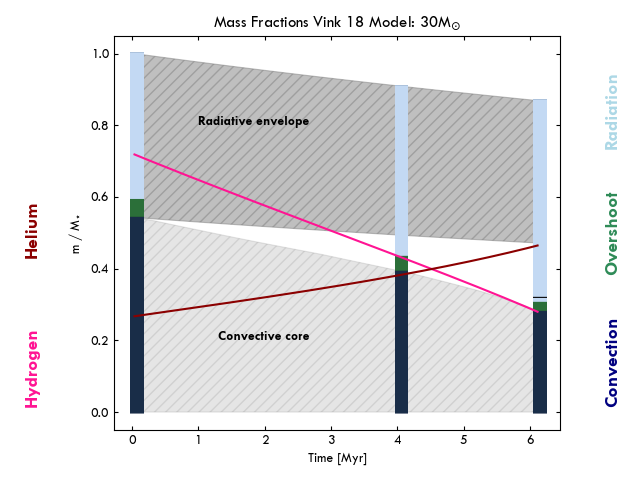 Mass Fractions Vink 18 Model: 30M☉
1.0
0.8
0.6
0.4
0.2
0.0
m / M⋆
0 1 2 3 4 5 6
Time [Myr]
Radiative envelope
Convective core
Helium
Hydrogen
Radiation
Overshoot
Convection